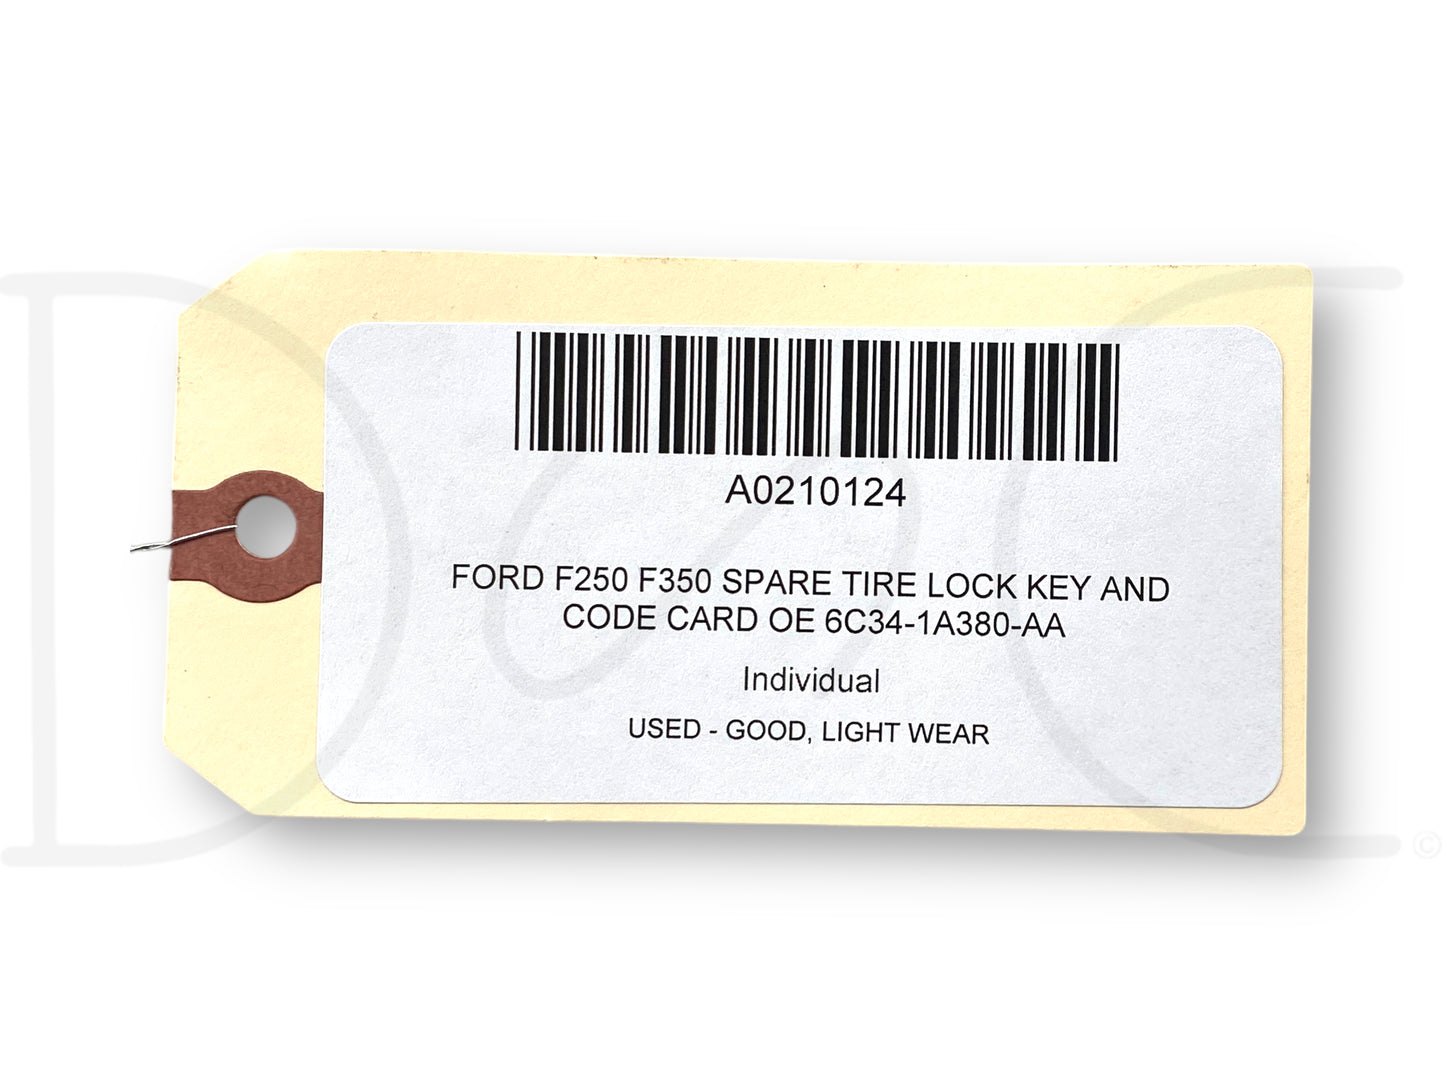 A0210124
FORD F250 F350 SPARE TIRE LOCK KEY AND
CODE CARD OE 6C34-1A380-AA
Individual
USED - GOOD, LIGHT WEAR
©